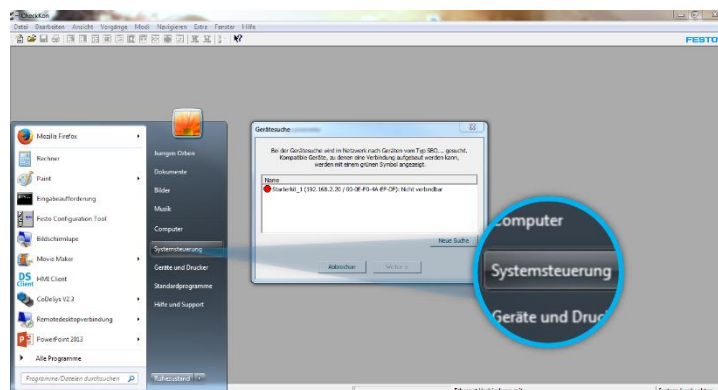 CheckKon
Datei Bearbeiten Ansicht Vorgänge Modi Navigieren Extra Fenster Hilfe
FESTO
Mozilla Firefox
Rechner
Paint
Eingabeaufforderung
Festo Configuration Tool
Bildschirmlupe
Movie Maker
HMI Client
CoDeSys V2.3
Remotedesktopverbindung
PowerPoint 2013
Alle Programme
Programme/Dateien durchsuchen
Juergen Orben
Dokumente
Bilder
Musik
Computer
Systemsteuerung
Geräte und Drucker
Standardprogramme
Hilfe und Support
Ruhezustand
Gerätesuche
Bei der Gerätesuche wird im Netzwerk nach Geräten vom Typ SBO... gesucht.
Kompatible Geräte, zu denen eine Verbindung aufgebaut werden kann,
werden mit einem grünen Symbol angezeigt.
Name
Starterkit_1 (192.168.2.20 / 00-0E-F0-4A-EF-DF): Nicht verbindbar
Neue Suche
Abbrechen
Weiter >
Computer
Systemsteuerung
Geräte und Druc